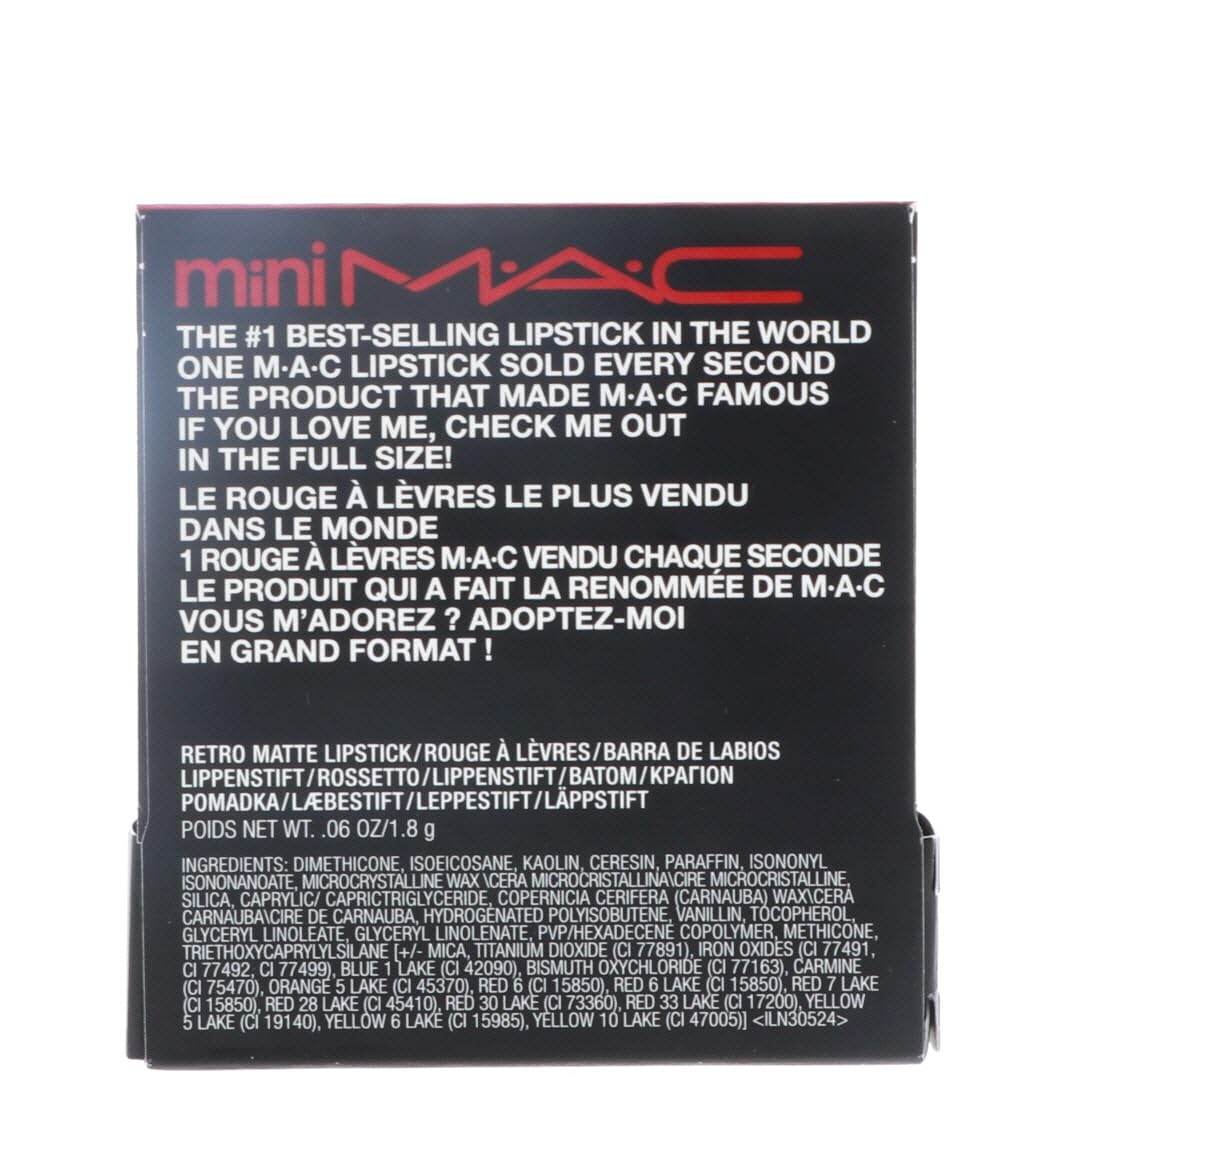 mini M·A·C
THE #1 BEST-SELLING LIPSTICK IN THE WORLD
ONE M·A·C LIPSTICK SOLD EVERY SECOND
THE PRODUCT THAT MADE M·A·C FAMOUS
IF YOU LOVE ME, CHECK ME OUT
IN THE FULL SIZE!
LE ROUGE À LÈVRES LE PLUS VENDU
DANS LE MONDE
1 ROUGE À LÈVRES M·A·C VENDU CHAQUE SECONDE
LE PRODUIT QUI A FAIT LA RENOMMÉE DE M·A·C
VOUS M'ADOREZ ? ADOPTEZ-MOI
EN GRAND FORMAT !
RETRO MATTE LIPSTICK/ROUGE À LÈVRES/BARRA DE LABIOS
LIPPENSTIFT/ROSSETTO/LIPPENSTIFT/BATOM/ΚΡΑΓΙΟΝ
POMADKA/LÆBESTIFT/LEPPESTIFT/LÄPPSTIFT
POIDS NET WT. .06 OZ/1.8 g
INGREDIENTS: DIMETHICONE, ISOEICOSANE, KAOLIN, CERESIN, PARAFFIN, ISONONYL
ISONONANOATE, MICROCRYSTALLINE WAX \CERA MICROCRISTALLINA\CIRE MICROCRISTALLINE,
SILICA, CAPRYLIC/ CAPRICTRIGLYCERIDE, COPERNICIA CERIFERA (CARNAUBA) WAX\CERA
CARNAUBA\CIRE DE CARNAUBA, HYDROGENATED POLYISOBUTENE, VANILLIN, TOCOPHEROL,
GLYCERYL LINOLEATE, GLYCERYL LINOLENATE, PVP/HEXADECENE COPOLYMER, METHICONE,
TRIETHOXYCAPRYLYLSILANE [+/- MICA, TITANIUM DIOXIDE (CI 77891), IRON OXIDES (CI 77491,
CI 77492, CI 77499), BLUE 1 LAKE (CI 42090), BISMUTH OXYCHLORIDE (CI 77163), CARMINE
(CI 75470), ORANGE 5 LAKE (CI 45370), RED 6 (CI 15850), RED 6 LAKE (CI 15850), RED 7 LAKE
(CI 15850), RED 28 LAKE (CI 45410), RED 30 LAKE (CI 73360), RED 33 LAKE (CI 17200), YELLOW
5 LAKE (CI 19140), YELLOW 6 LAKE (CI 15985), YELLOW 10 LAKE (CI 47005)] <ILN30524>